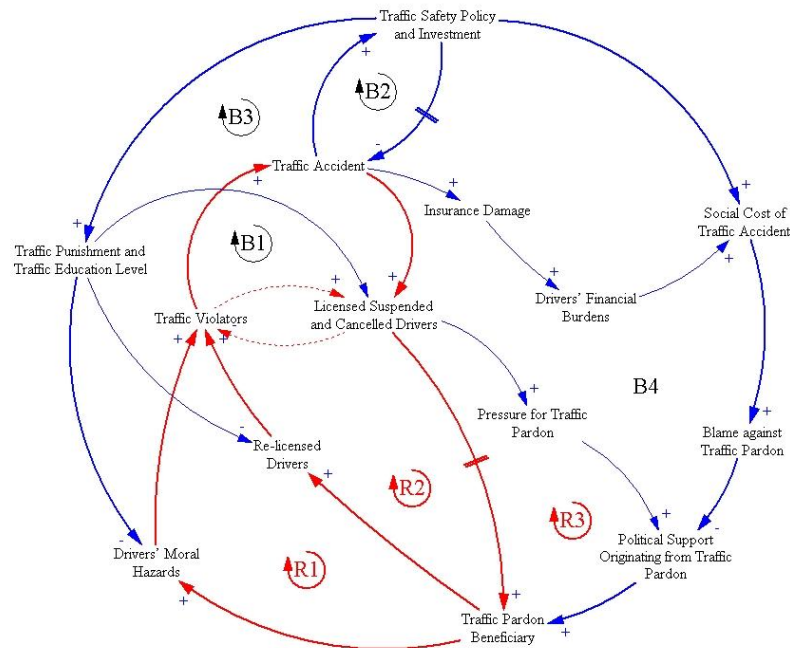 Traffic Safety Policy
and Investment
+
+
B2
B3
-
Traffic Accident
+
+
+
Insurance Damage
Social Cost of
Traffic Accident
+
Traffic Punishment and
Traffic Education Level
B1
+
+
+
+
Drivers' Financial
Burdens
Licensed Suspended
and Cancelled Drivers
Traffic Violators
+
+
+
B4
+
Pressure for Traffic
Pardon
+
Blame against
Traffic Pardon
-
Re-licensed
Drivers
+
R2
+
-
R3
Political Support
Originating from Traffic
Pardon
-
Drivers' Moral
Hazards
R1
+
+
Traffic Pardon
Beneficiary
+